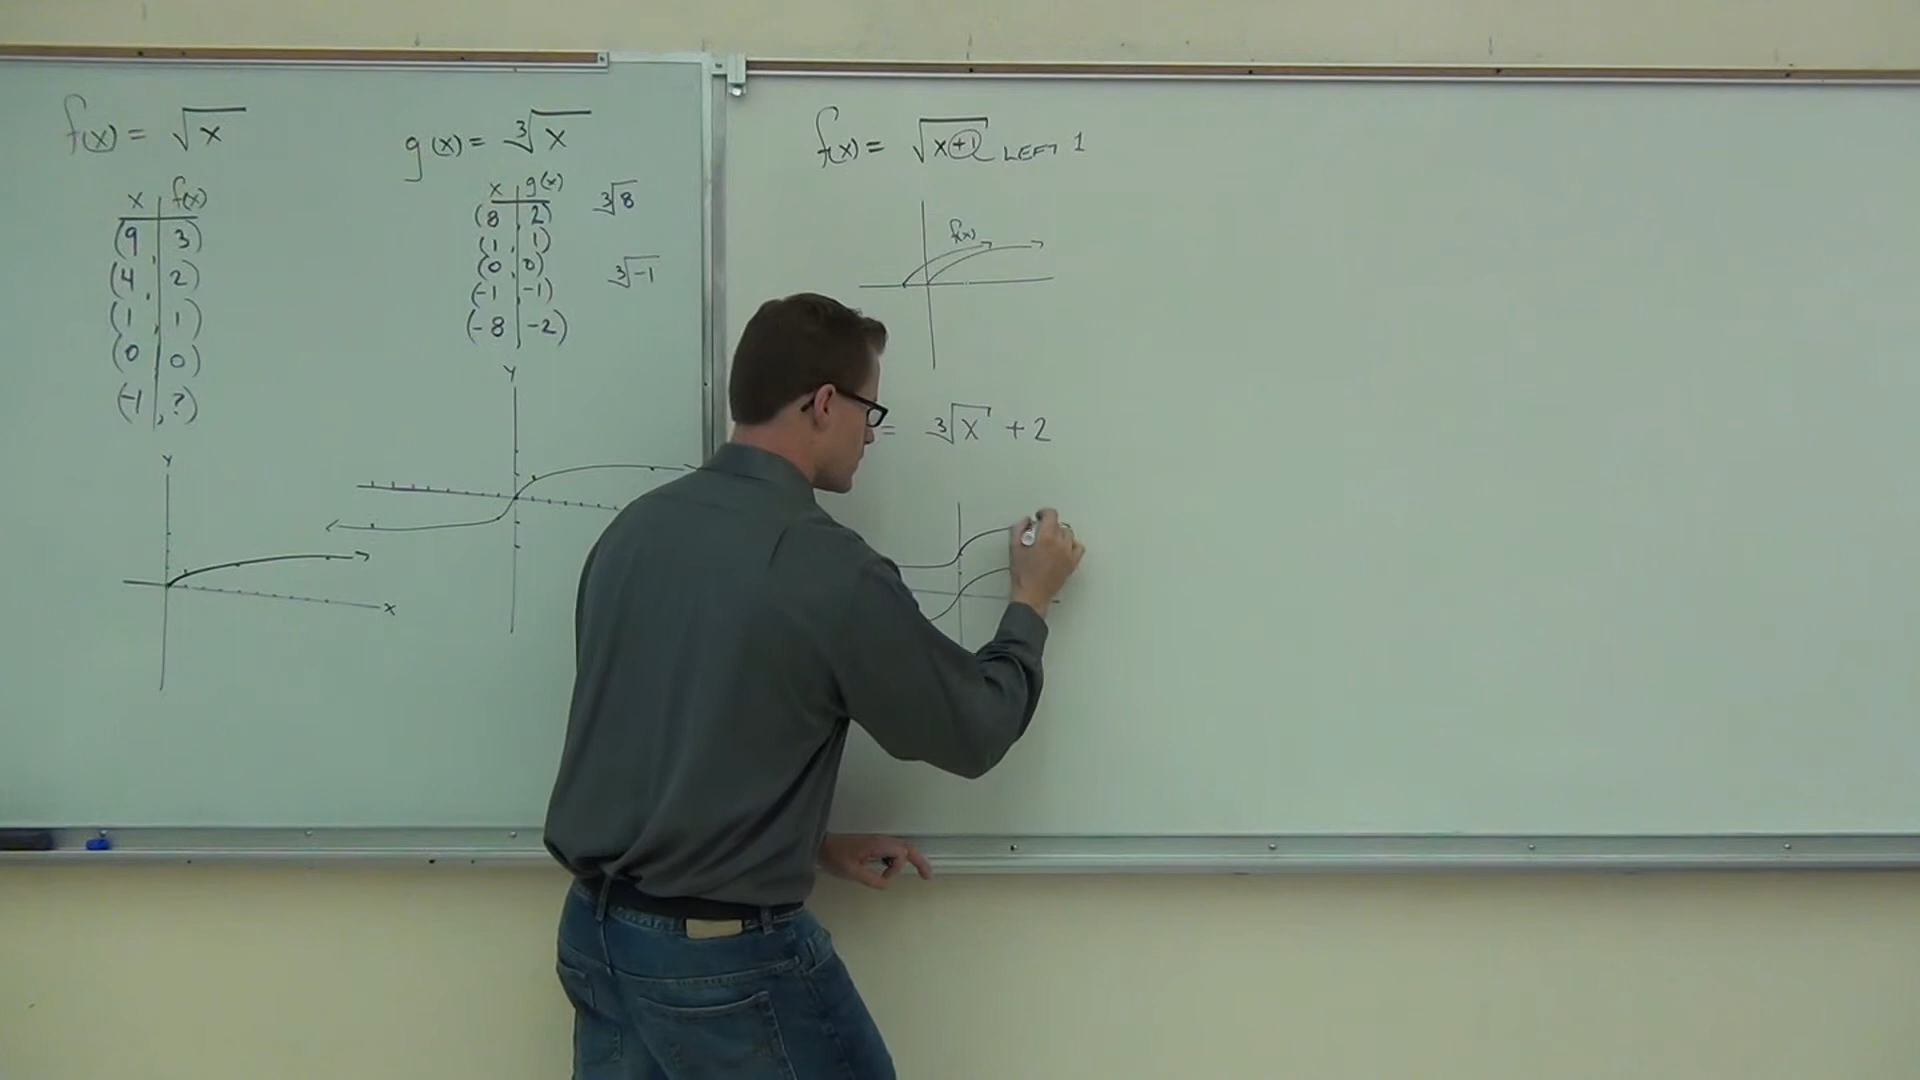 f(x) = √x
x f(x)
(9, 3)
(4, 2)
(1, 1)
(0, 0)
(-1, ?)
Y
X
g(x) = ∛x
x g(x)
(8, 2) ∛8
(1, 1)
(0, 0) ∛-1
(-1, -1)
(-8, -2)
Y
f(x) = √x+1 LEFT 1
f(x)
= ∛x + 2